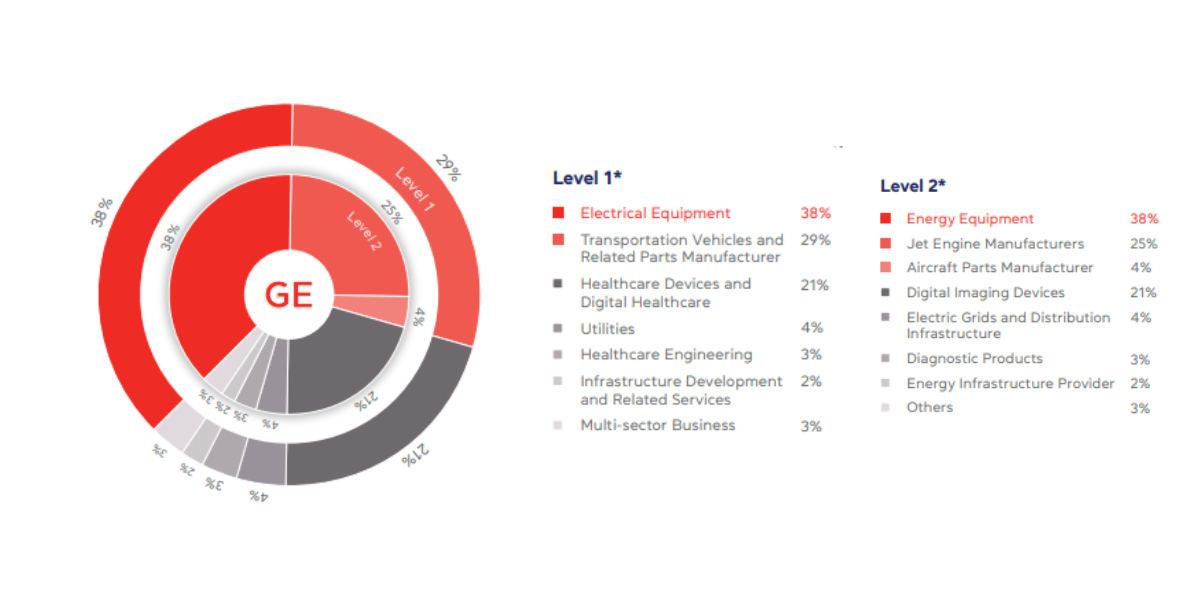 38%
29%
21%
4%
3%
2%
3%
Level 1
38%
25%
4%
21%
4%
3%
2%
3%
Level 2
GE
Level 1*
Electrical Equipment 38%
Transportation Vehicles and 29%
Related Parts Manufacturer
Healthcare Devices and 21%
Digital Healthcare
Utilities 4%
Healthcare Engineering 3%
Infrastructure Development 2%
and Related Services
Multi-sector Business 3%
Level 2*
Energy Equipment 38%
Jet Engine Manufacturers 25%
Aircraft Parts Manufacturer 4%
Digital Imaging Devices 21%
Electric Grids and Distribution 4%
Infrastructure
Diagnostic Products 3%
Energy Infrastructure Provider 2%
Others 3%